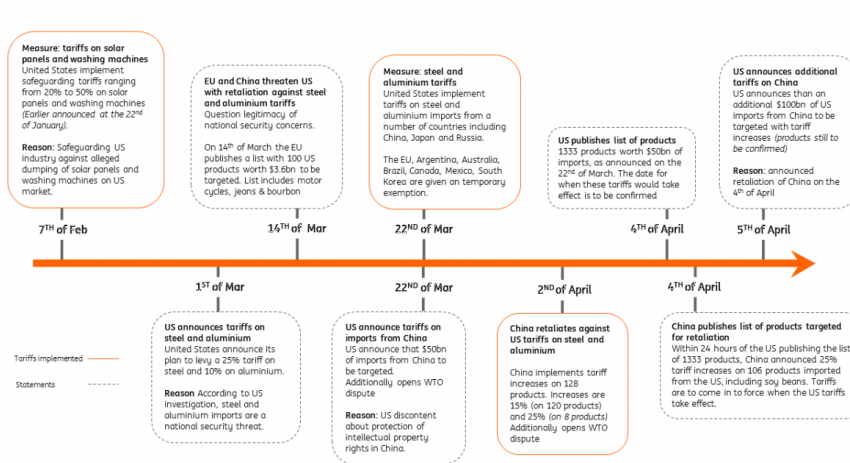 Measure: tariffs on solar
panels and washing machines
United States implement
safeguarding tariffs ranging
from 20% to 50% on solar
panels and washing machines
(Earlier announced at the 22nd
of January).
Reason: Safeguarding US
industry against alleged
dumping of solar panels and
washing machines on US
market.
EU and China threaten US
with retaliation against steel
and aluminium tariffs
Question legitimacy of
national security concerns.
On 14th of March the EU
publishes a list with 100 US
products worth $3.6bn to be
targeted. List includes motor
cycles, jeans & bourbon
Measure: steel and
aluminium tariffs
United States implement
tariffs on steel and
aluminium imports from a
number of countries including
China, Japan and Russia.
The EU, Argentina, Australia,
Brazil, Canada, Mexico, South
Korea are given an temporary
exemption.
US publishes list of products
1333 products worth $50bn of
imports, as announced on the
22nd of March. The date for
when these tariffs would take
effect is to be confirmed
US announces additional
tariffs on China
US announces than an
additional $100bn of US
imports from China to be
targeted with tariff
increases (products still to
be confirmed)
Reason: announced
retaliation of China on the
4th of April
7TH of Feb
14TH of Mar
22ND of Mar
4TH of April
5TH of April
1ST of Mar
22ND of Mar
2ND of April
4TH of April
US announces tariffs on
steel and aluminium
United States announce its
plan to levy a 25% tariff on
steel and 10% on aluminium.
Reason According to US
investigation, steel and
aluminium imports are a
national security threat.
US announce tariffs on
imports from China
US announce that $50bn
of imports from China to
be targeted.
Additionally opens WTO
dispute
Reason: US discontent
about protection of
intellectual property
rights in China.
China retaliates against
US tariffs on steel and
aluminium
China implements tariff
increases on 128
products. Increases are
15% (on 120 products)
and 25% (on 8 products)
Additionally opens WTO
dispute
China publishes list of products targeted
for retaliation
Within 24 hours of the US publishing the list
of 1333 products, China announced 25%
tariff increases on 106 products imported
from the US, including soy beans. Tariffs
are to come in to force when the US tariffs
take effect.
Tariffs implemented
Statements